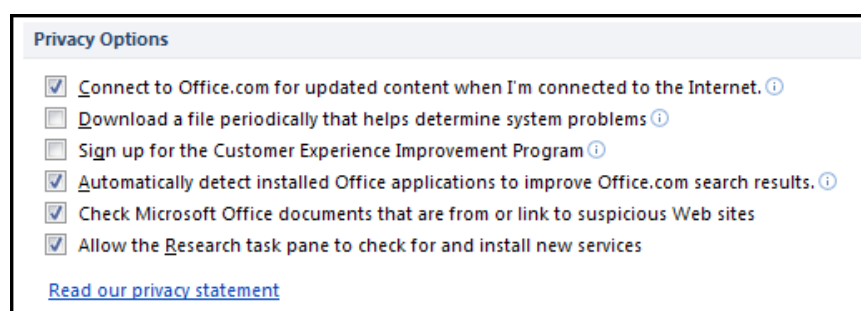 Privacy Options
Connect to Office.com for updated content when I'm connected to the Internet.
Download a file periodically that helps determine system problems
Sign up for the Customer Experience Improvement Program
Automatically detect installed Office applications to improve Office.com search results.
Check Microsoft Office documents that are from or link to suspicious Web sites
Allow the Research task pane to check for and install new services
Read our privacy statement